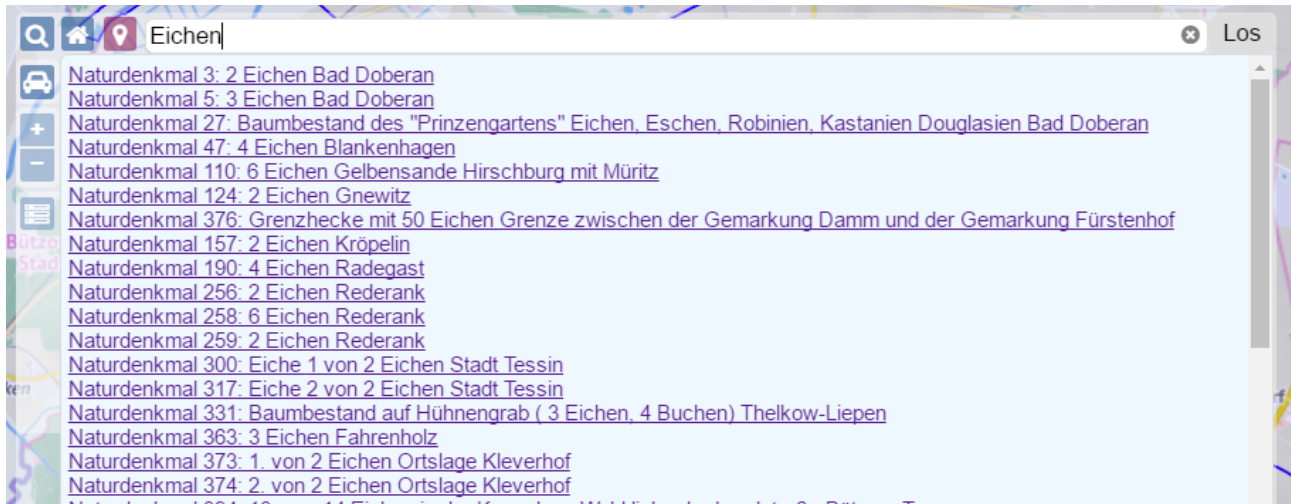 Eichen
Los
Naturdenkmal 3: 2 Eichen Bad Doberan
Naturdenkmal 5: 3 Eichen Bad Doberan
Naturdenkmal 27: Baumbestand des "Prinzengartens" Eichen, Eschen, Robinien, Kastanien Douglasien Bad Doberan
Naturdenkmal 47: 4 Eichen Blankenhagen
Naturdenkmal 110: 6 Eichen Gelbensande Hirschburg mit Müritz
Naturdenkmal 124: 2 Eichen Gnewitz
Naturdenkmal 376: Grenzhecke mit 50 Eichen Grenze zwischen der Gemarkung Damm und der Gemarkung Fürstenhof
Naturdenkmal 157: 2 Eichen Kröpelin
Naturdenkmal 190: 4 Eichen Radegast
Naturdenkmal 256: 2 Eichen Rederank
Naturdenkmal 258: 6 Eichen Rederank
Naturdenkmal 259: 2 Eichen Rederank
Naturdenkmal 300: Eiche 1 von 2 Eichen Stadt Tessin
Naturdenkmal 317: Eiche 2 von 2 Eichen Stadt Tessin
Naturdenkmal 331: Baumbestand auf Hühnengrab ( 3 Eichen, 4 Buchen) Thelkow-Liepen
Naturdenkmal 363: 3 Eichen Fahrenholz
Naturdenkmal 373: 1. von 2 Eichen Ortslage Kleverhof
Naturdenkmal 374: 2. von 2 Eichen Ortslage Kleverhof